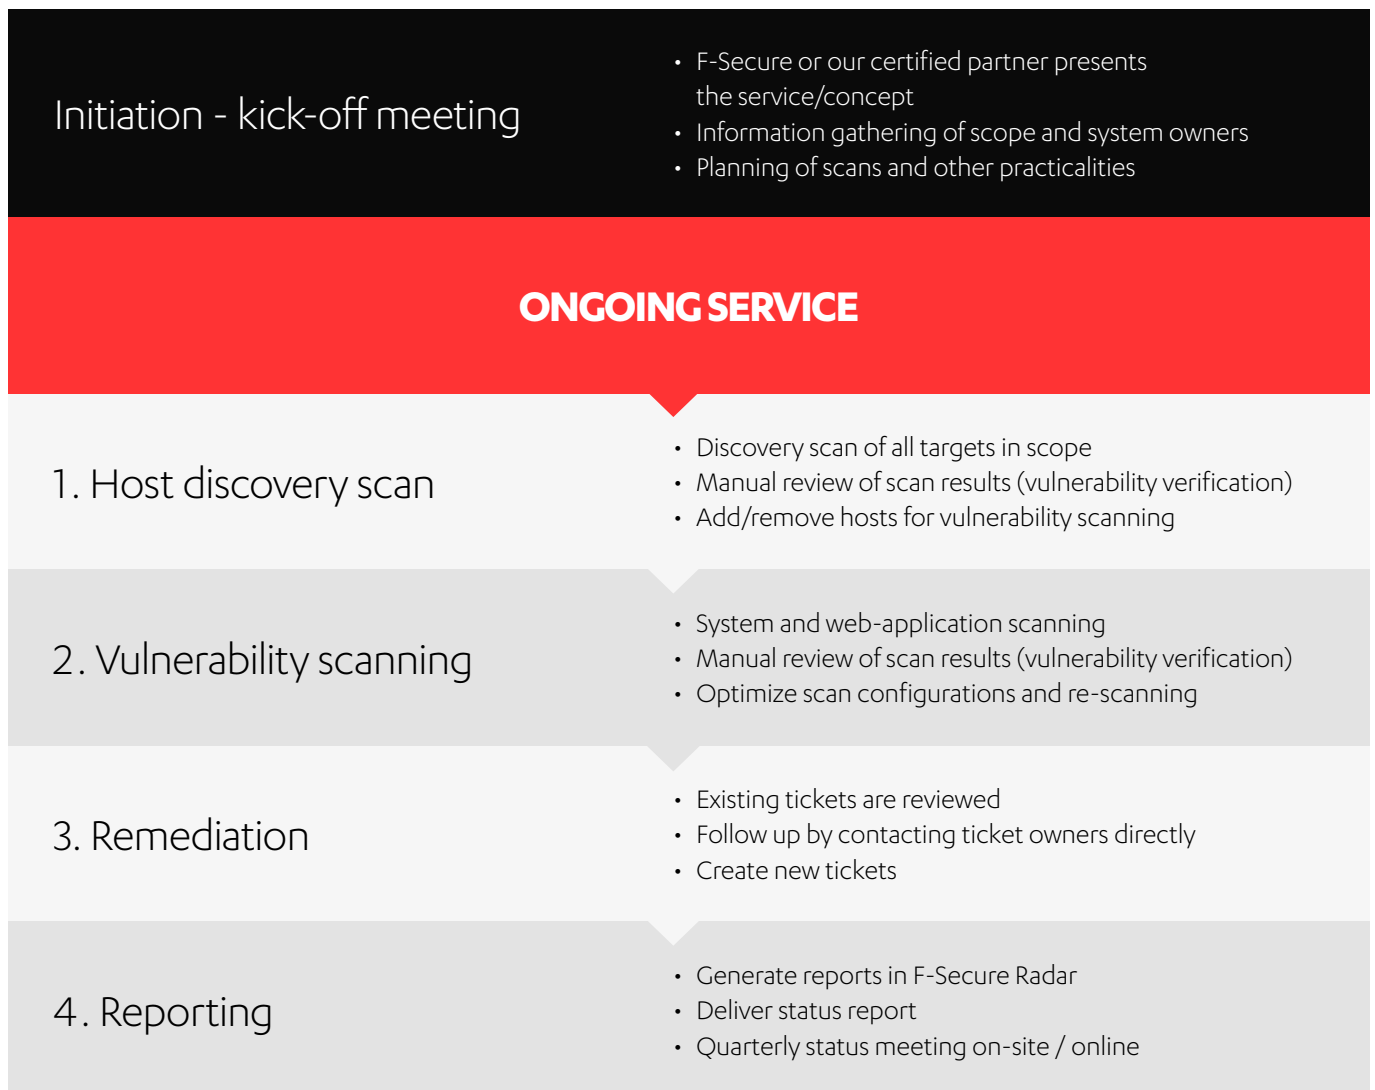 Initiation - kick-off meeting
• F-Secure or our certified partner presents
the service/concept
• Information gathering of scope and system owners
• Planning of scans and other practicalities
ONGOING SERVICE
1. Host discovery scan
• Discovery scan of all targets in scope
• Manual review of scan results (vulnerability verification)
• Add/remove hosts for vulnerability scanning
2. Vulnerability scanning
• System and web-application scanning
• Manual review of scan results (vulnerability verification)
• Optimize scan configurations and re-scanning
3. Remediation
• Existing tickets are reviewed
• Follow up by contacting ticket owners directly
• Create new tickets
4. Reporting
• Generate reports in F-Secure Radar
• Deliver status report
• Quarterly status meeting on-site / online